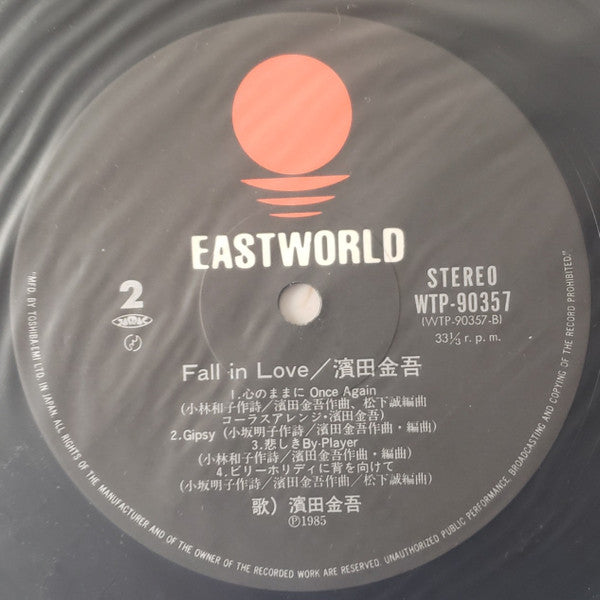 EASTWORLD
2
STEREO
WTP-90357
(WTP-90357-B)
33⅓ r. p. m.
Fall in Love／濱田金吾
1.心のままに Once Again
(小林和子作詩／濱田金吾作曲、松下誠編曲
コーラスアレンジ・濱田金吾)
2.Gipsy (小坂明子作詩／濱田金吾作曲・編曲)
3.悲しきBy-Player
(小林和子作詩／濱田金吾作曲・編曲)
4.ビリーホリディに背を向けて
(小坂明子作詩／濱田金吾作曲／松下誠編曲)
歌) 濱田金吾
Ⓟ1985
"MFD. BY TOSHIBA EMI LTD. IN JAPAN. ALL RIGHTS OF THE MANUFACTURER AND OF THE OWNER OF THE RECORDED WORK ARE RESERVED. UNAUTHORIZED PUBLIC PERFORMANCE, BROADCASTING AND COPYING OF THE RECORD PROHIBITED."